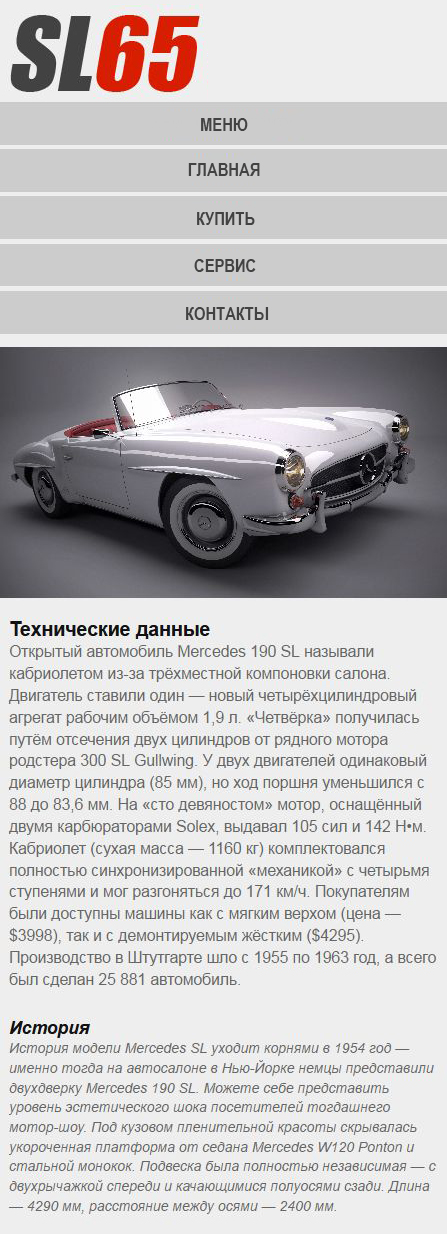 SL65
МЕНЮ
ГЛАВНАЯ
КУПИТЬ
СЕРВИС
КОНТАКТЫ
Технические данные
Открытый автомобиль Mercedes 190 SL называли
кабриолетом из-за трёхместной компоновки салона.
Двигатель ставили один — новый четырёхцилиндровый
агрегат рабочим объёмом 1,9 л. «Четвёрка» получилась
путём отсечения двух цилиндров от рядного мотора
родстера 300 SL Gullwing. У двух двигателей одинаковый
диаметр цилиндра (85 мм), но ход поршня уменьшился с
88 до 83,6 мм. На «сто девяностом» мотор, оснащённый
двумя карбюраторами Solex, выдавал 105 сил и 142 Н•м.
Кабриолет (сухая масса — 1160 кг) комплектовался
полностью синхронизированной «механикой» с четырьмя
ступенями и мог разгоняться до 171 км/ч. Покупателям
были доступны машины как с мягким верхом (цена —
$3998), так и с демонтируемым жёстким ($4295).
Производство в Штутгарте шло с 1955 по 1963 год, а всего
был сделан 25 881 автомобиль.
История
История модели Mercedes SL уходит корнями в 1954 год —
именно тогда на автосалоне в Нью-Йорке немцы представили
двухдверку Mercedes 190 SL. Можете себе представить
уровень эстетического шока посетителей тогдашнего
мотор-шоу. Под кузовом пленительной красоты скрывалась
укороченная платформа от седана Mercedes W120 Ponton и
стальной монокок. Подвеска была полностью независимая — с
двухрычажкой спереди и качающимися полуосями сзади. Длина
— 4290 мм, расстояние между осями — 2400 мм.